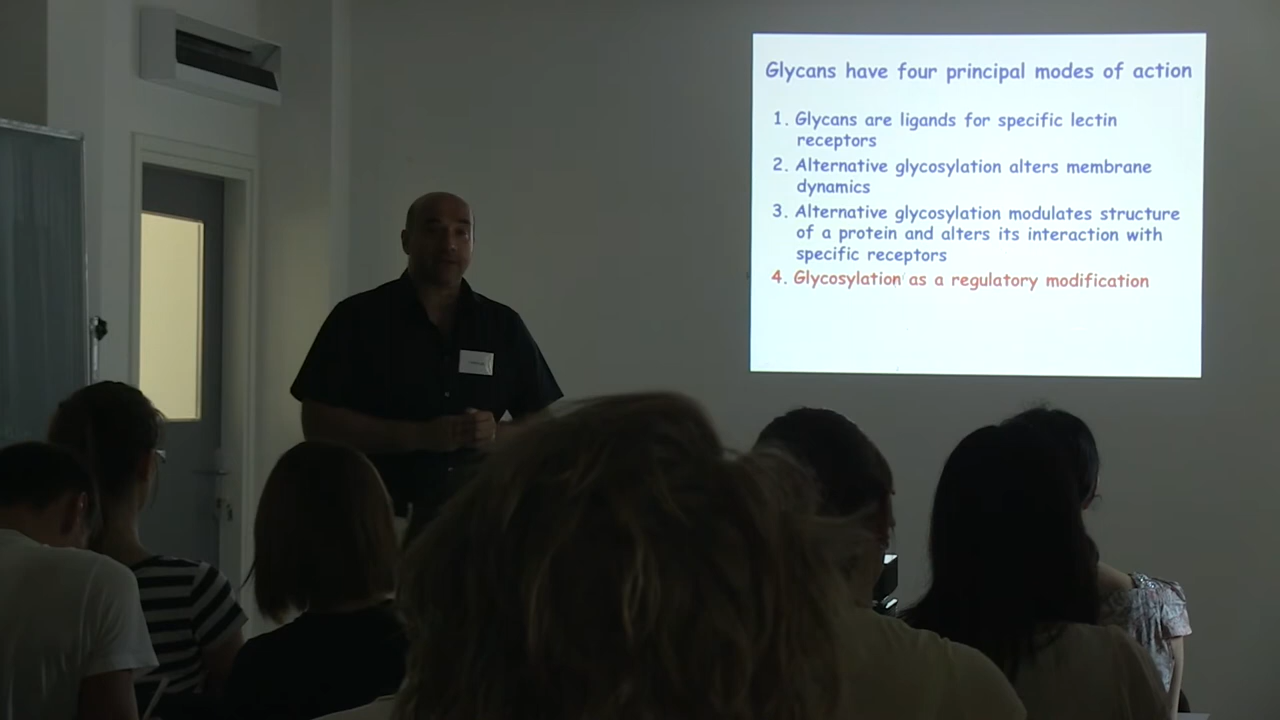 Glycans have four principal modes of action
1. Glycans are ligands for specific lectin
receptors
2. Alternative glycosylation alters membrane
dynamics
3. Alternative glycosylation modulates structure
of a protein and alters its interaction with
specific receptors
4. Glycosylation as a regulatory modification